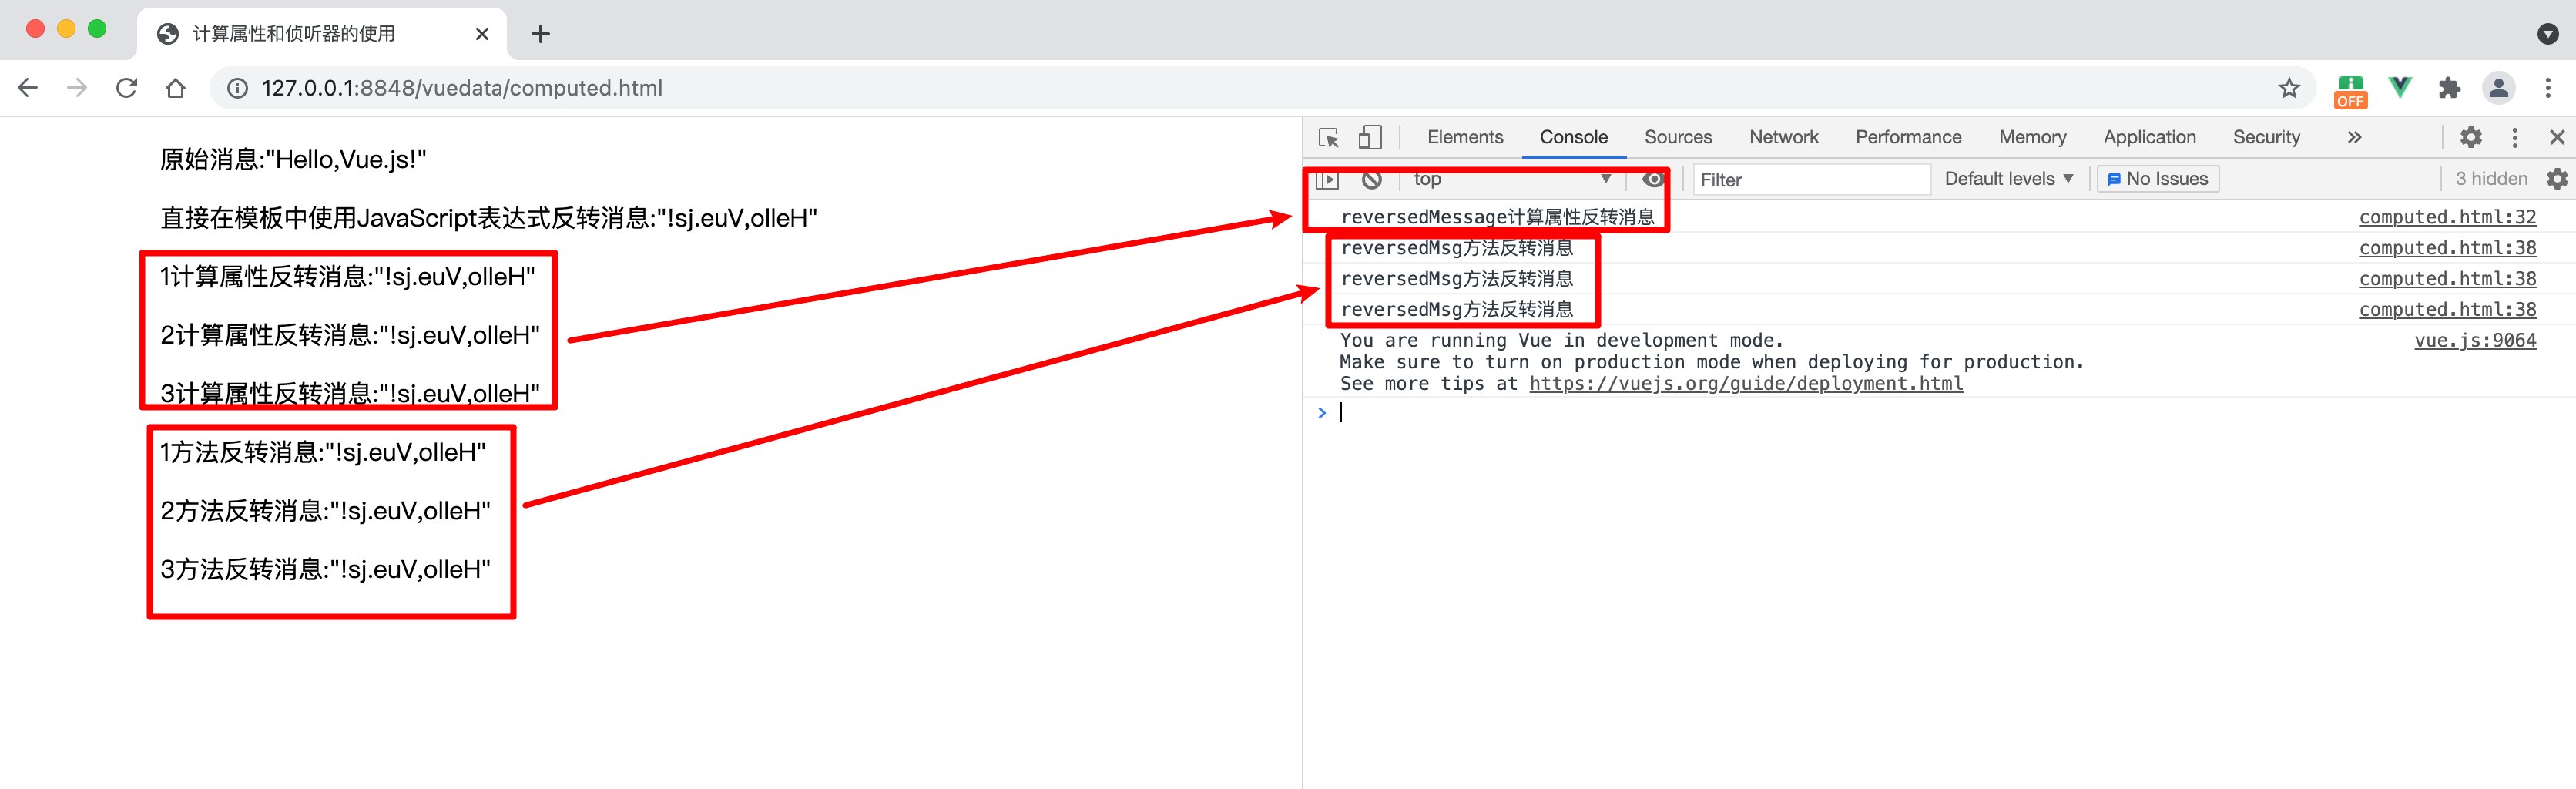 计算属性和侦听器的使用
127.0.0.1:8848/vuedata/computed.html
OFF
原始消息:"Hello,Vue.js!"
直接在模板中使用JavaScript表达式反转消息:"!sj.euV,olleH"
1计算属性反转消息:"!sj.euV,olleH"
2计算属性反转消息:"!sj.euV,olleH"
3计算属性反转消息:"!sj.euV,olleH"
1方法反转消息:"!sj.euV,olleH"
2方法反转消息:"!sj.euV,olleH"
3方法反转消息:"!sj.euV,olleH"
Elements Console Sources Network Performance Memory Application Security
top Filter Default levels No Issues 3 hidden
reversedMessage计算属性反转消息 computed.html:32
reversedMsg方法反转消息 computed.html:38
reversedMsg方法反转消息 computed.html:38
reversedMsg方法反转消息 computed.html:38
You are running Vue in development mode. vue.js:9064
Make sure to turn on production mode when deploying for production.
See more tips at https://vuejs.org/guide/deployment.html